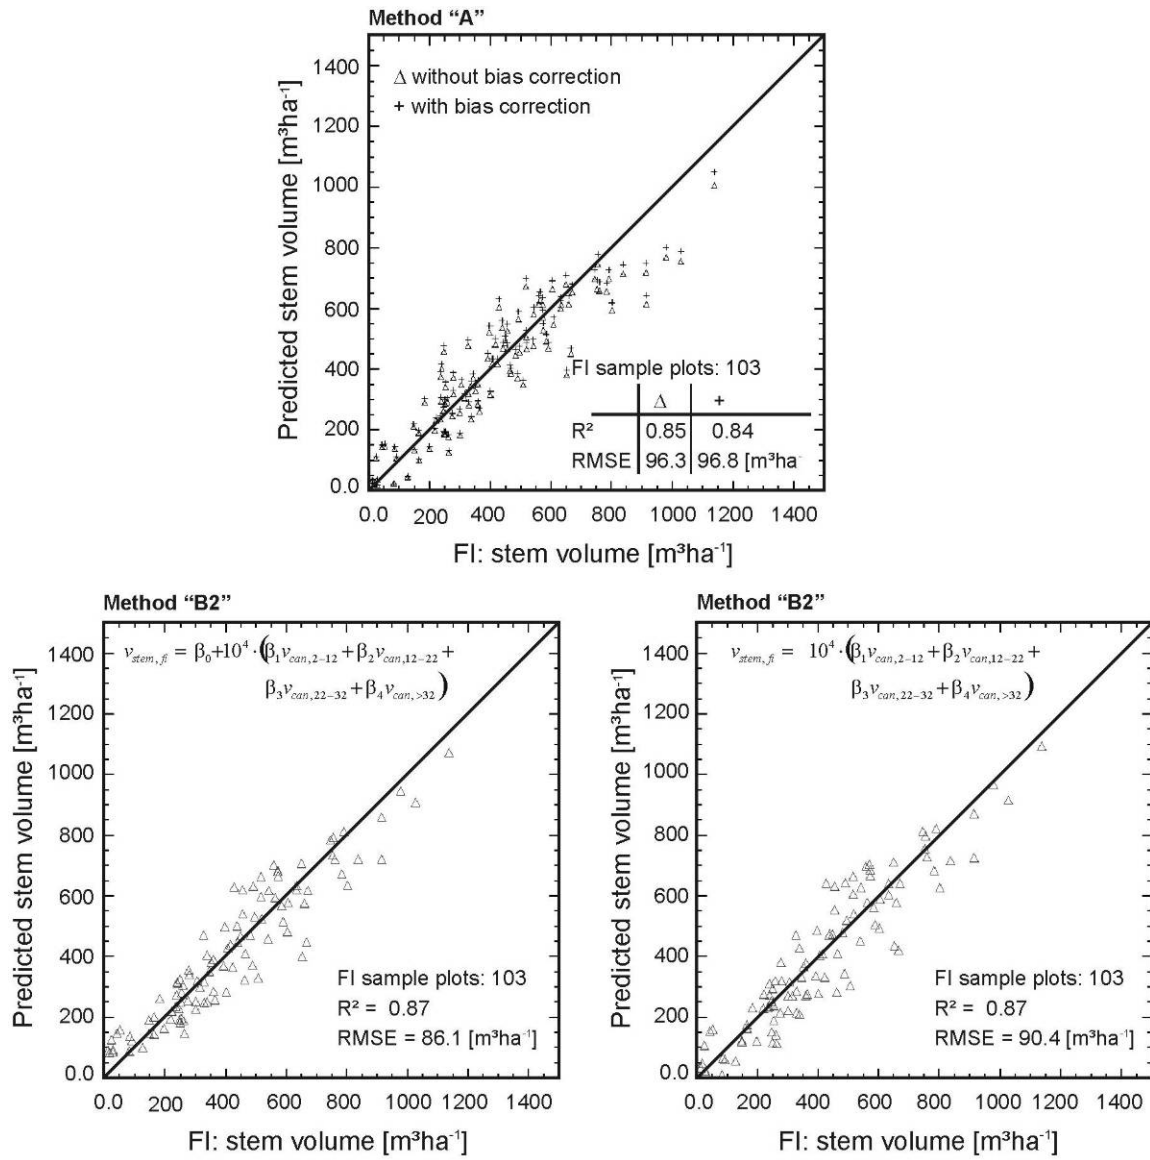 Method “A”
Predicted stem volume [m³ha⁻¹]
1400
1200
1000
800
600
400
200
0.0
Δ without bias correction
+ with bias correction
FI sample plots: 103
Δ +
R² 0.85 0.84
RMSE 96.3 96.8 [m³ha⁻
0.0 200 400 600 800 1000 1200 1400
FI: stem volume [m³ha⁻¹]
Method “B2”
Predicted stem volume [m³ha⁻¹]
1400
1200
1000
800
600
400
200
0.0
v_stem,fi = β₀+10⁴·(β₁v_can,2−12 + β₂v_can,12−22 +
β₃v_can,22−32 + β₄v_can,>32)
FI sample plots: 103
R² = 0.87
RMSE = 86.1 [m³ha⁻¹]
0.0 200 400 600 800 1000 1200 1400
FI: stem volume [m³ha⁻¹]
Method “B2”
Predicted stem volume [m³ha⁻¹]
1400
1200
1000
800
600
400
200
0.0
v_stem,fi = 10⁴·(β₁v_can,2−12 + β₂v_can,12−22 +
β₃v_can,22−32 + β₄v_can,>32)
FI sample plots: 103
R² = 0.87
RMSE = 90.4 [m³ha⁻¹]
0.0 200 400 600 800 1000 1200 1400
FI: stem volume [m³ha⁻¹]